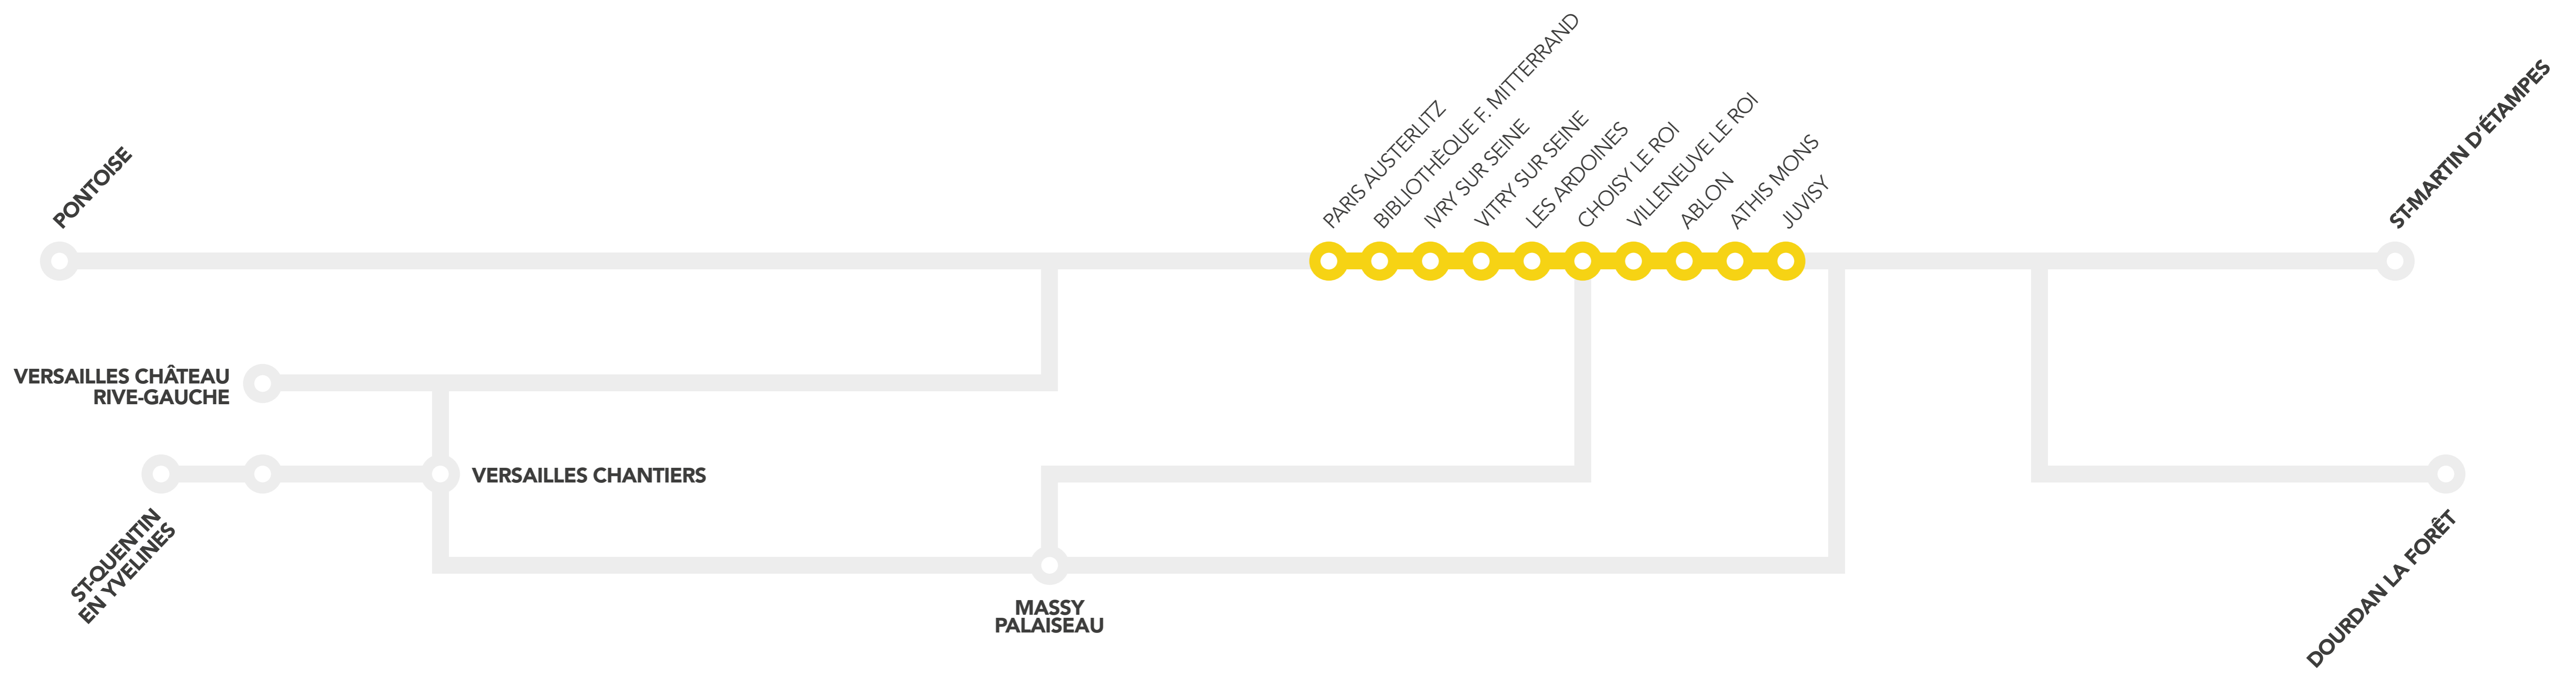 PONTOISE
PARIS AUSTERLITZ
BIBLIOTHÈQUE F. MITTERRAND
IVRY SUR SEINE
VITRY SUR SEINE
LES ARDOINES
CHOISY LE ROI
VILLENEUVE LE ROI
ABLON
ATHIS MONS
JUVISY
ST-MARTIN D'ÉTAMPES
VERSAILLES CHÂTEAU
RIVE-GAUCHE
VERSAILLES CHANTIERS
ST-QUENTIN
EN YVELINES
MASSY
PALAISEAU
DOURDAN LA FORÊT